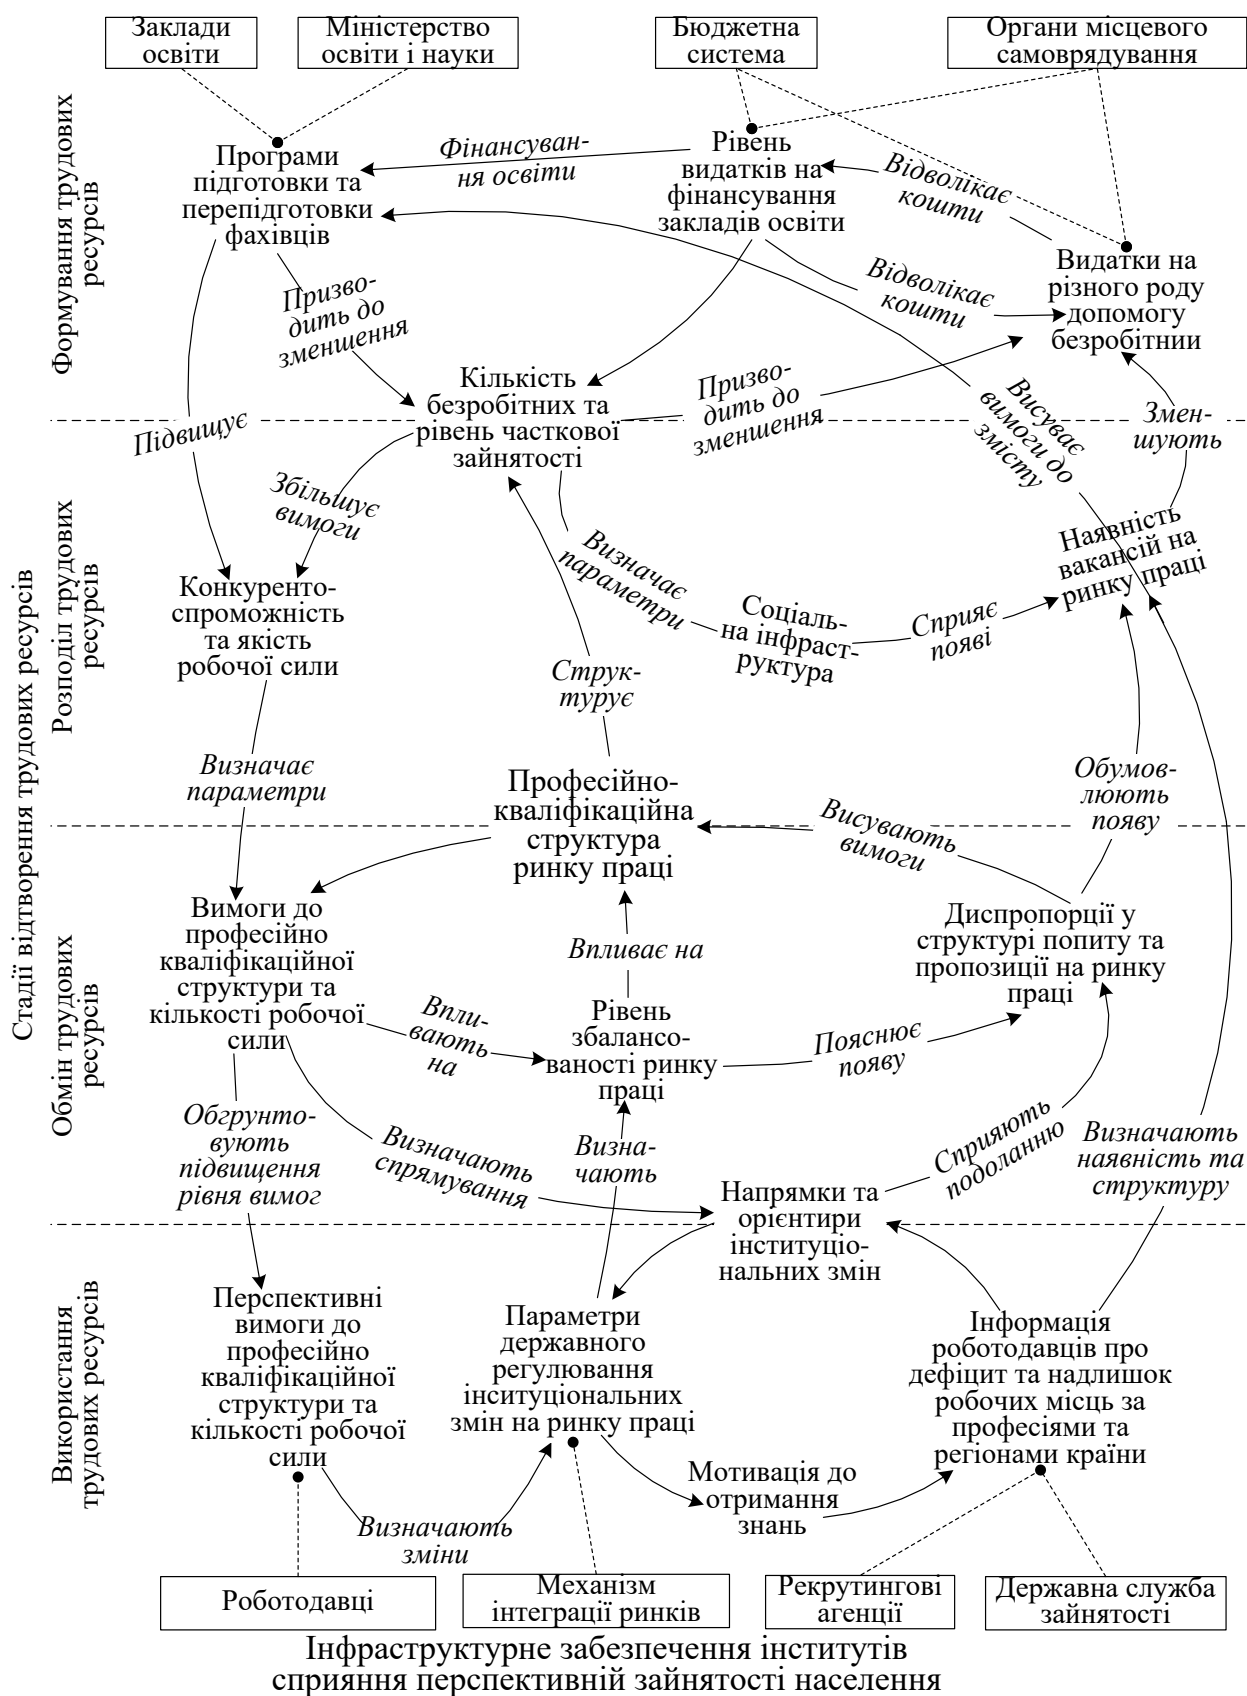 Заклади
освіти
Міністерство
освіти і науки
Бюджетна
система
Органи місцевого
самоврядування
Стадії відтворення трудових ресурсів
Формування трудових
ресурсів
Програми
підготовки та
перепідготовки
фахівців
Фінансуван-
ня освіти
Рівень
видатків на
фінансування
закладів освіти
Відволікає
кошти
Видатки на
різного роду
допомогу
безробітнии
Відволікає
кошти
Призво-
дить до
зменшення
Кількість
безробітних та
рівень часткової
зайнятості
Призво-
дить до
зменшення
Висуває
вимоги до
змісту
Змен-
шують
Підвищує
Розподіл трудових
ресурсів
Збільшує
вимоги
Визначає
параметри
Наявність
вакансій на
ринку праці
Конкуренто-
спроможність
та якість
робочої сили
Соціаль-
на інфраст-
руктура
Сприяє
появі
Струк-
турує
Визначає
параметри
Професійно-
кваліфікаційна
структура
ринку праці
Висувають
вимоги
Обумов-
люють
появу
Обмін трудових
ресурсів
Вимоги до
професійно
кваліфікаційної
структури та
кількості робочої
сили
Впливає на
Диспропорції у
структурі попиту та
пропозиції на ринку
праці
Впли-
вають
на
Рівень
збалансо-
ваності ринку
праці
Пояснює
появу
Обгрунто-
вують
підвищення
рівня вимог
Визначають
спрямування
Визна-
чають
Сприяють
подоланню
Визначають
наявність та
структуру
Напрямки та
орієнтири
інституціо-
нальних змін
Використання
трудових ресурсів
Перспективні
вимоги до
професійно
кваліфікаційної
структури та
кількості робочої
сили
Параметри
державного
регулювання
інситуціональних
змін на ринку праці
Інформація
роботодавців про
дефіцит та надлишок
робочих місць за
професіями та
регіонами країни
Мотивація до
отримання
знань
Визначають
зміни
Роботодавці
Механізм
інтеграції ринків
Рекрутингові
агенції
Державна служба
зайнятості
Інфраструктурне забезпечення інститутів
сприяння перспективній зайнятості населення